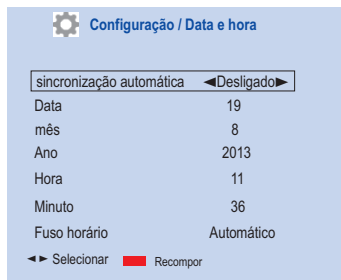 Configuração / Data e hora
sincronização automática ◄Desligado►
Data 19
mês 8
Ano 2013
Hora 11
Minuto 36
Fuso horário Automático
◄ ► Selecionar Recompor